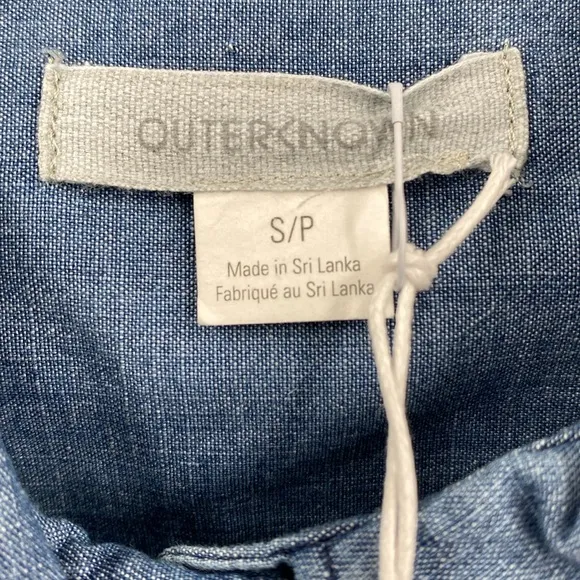 OUTERKNOWN
S/P
Made in Sri Lanka
Fabriqué au Sri Lanka